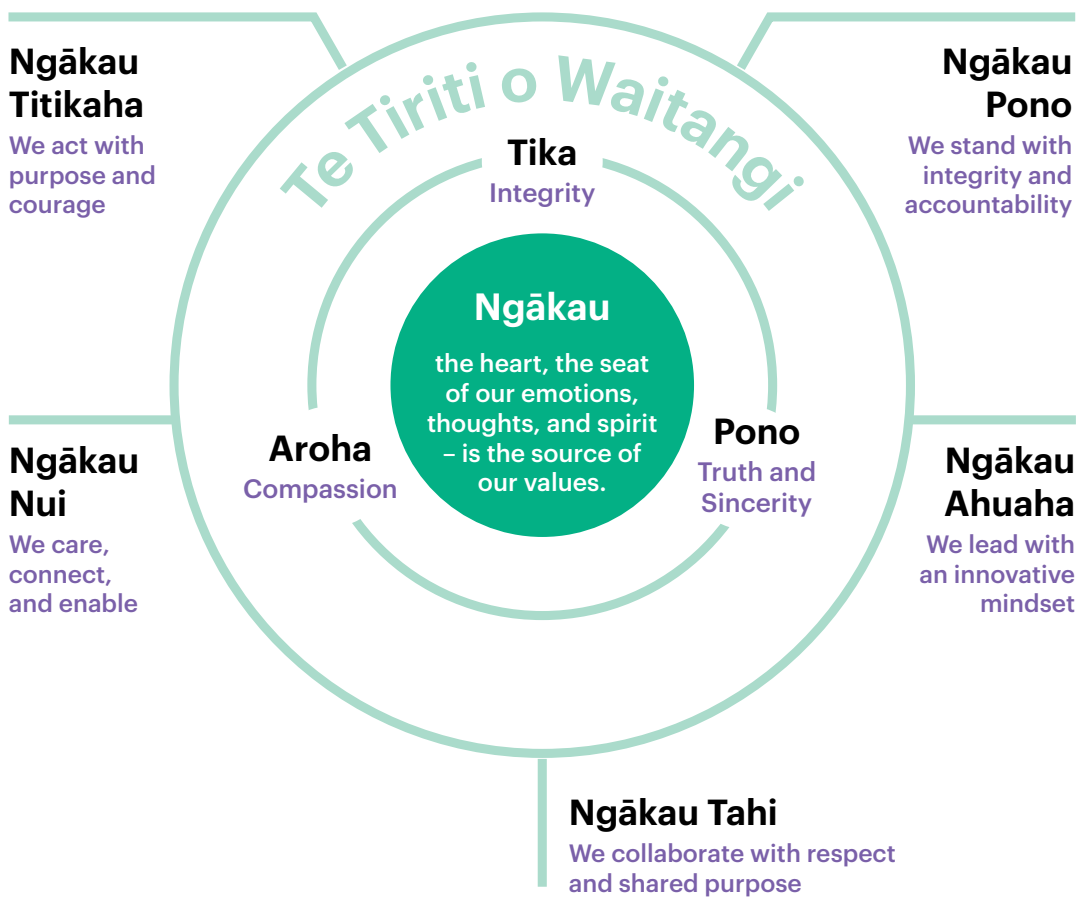 Ngākau
Titikaha
We act with
purpose and
courage
Te Tiriti o Waitangi
Ngākau
Pono
We stand with
integrity and
accountability
Tika
Integrity
Ngākau
the heart, the seat
of our emotions,
thoughts, and spirit
– is the source of
our values.
Aroha
Compassion
Pono
Truth and
Sincerity
Ngākau
Nui
We care,
connect,
and enable
Ngākau
Ahuaha
We lead with
an innovative
mindset
Ngākau Tahi
We collaborate with respect
and shared purpose